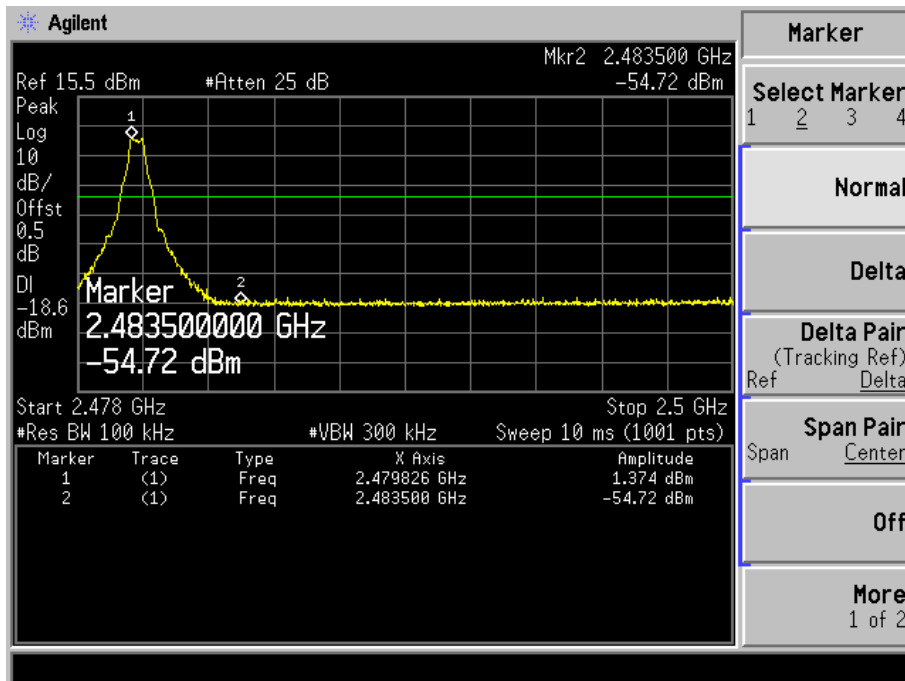 Agilent
Mkr2 2.483500 GHz
Ref 15.5 dBm #Atten 25 dB -54.72 dBm
Peak
Log
10
dB/
Offst
0.5
dB
DI
-18.6
dBm
1
2
Marker
2.483500000 GHz
-54.72 dBm
Start 2.478 GHz Stop 2.5 GHz
#Res BW 100 kHz #VBW 300 kHz Sweep 10 ms (1001 pts)
Marker Trace Type X Axis Amplitude
1 (1) Freq 2.479826 GHz 1.374 dBm
2 (1) Freq 2.483500 GHz -54.72 dBm
Marker
Select Marker
1 2 3 4
Normal
Delta
Delta Pair
(Tracking Ref)
Ref Delta
Span Pair
Span Center
Off
More
1 of 2